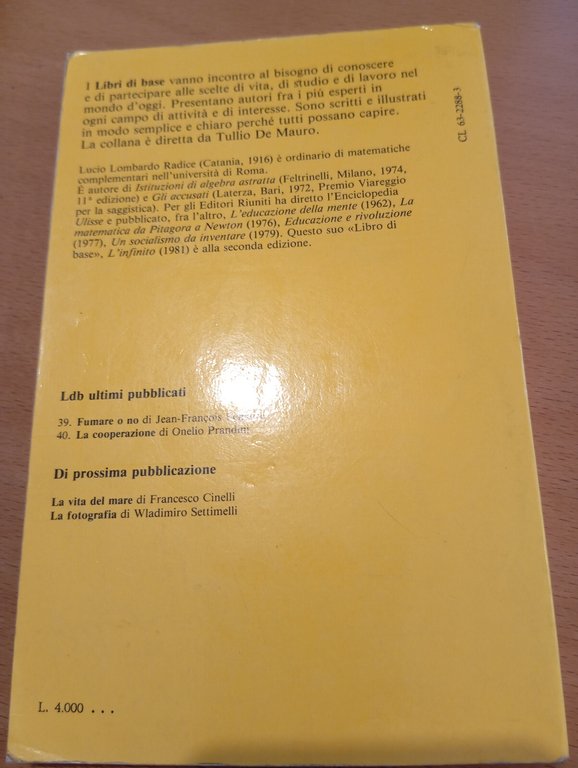 I Libri di base vanno incontro al bisogno di conoscere
e di partecipare alle scelte di vita, di studio e di lavoro nel
mondo d'oggi. Presentano autori fra i più esperti in
ogni campo di attività e di interesse. Sono scritti e illustrati
in modo semplice e chiaro perché tutti possano capire.
La collana è diretta da Tullio De Mauro.
CL 63-2288-3
Lucio Lombardo Radice (Catania, 1916) è ordinario di matematiche
complementari nell'università di Roma.
È autore di Istituzioni di algebra astratta (Feltrinelli, Milano, 1974,
11ª edizione) e Gli accusati (Laterza, Bari, 1972, Premio Viareggio
per la saggistica). Per gli Editori Riuniti ha diretto l'Enciclopedia
Ulisse e pubblicato, fra l'altro, L'educazione della mente (1962), La
matematica da Pitagora a Newton (1976), Educazione e rivoluzione
(1977), Un socialismo da inventare (1979). Questo suo «Libro di
base», L'infinito (1981) è alla seconda edizione.
Ldb ultimi pubblicati
39. Fumare o no di Jean-François
40. La cooperazione di Onelio Prandini
Di prossima pubblicazione
La vita del mare di Francesco Cinelli
La fotografia di Wladimiro Settimelli
L. 4.000 . . .